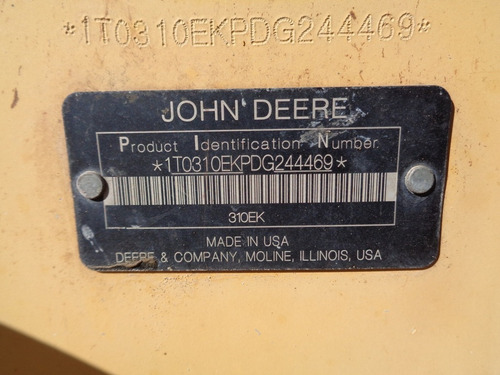 *1T0310EKPDG244469*
JOHN DEERE
Product Identification Number
*1T0310EKPDG244469*
310EK
MADE IN USA
DEERE & COMPANY, MOLINE, ILLINOIS, USA